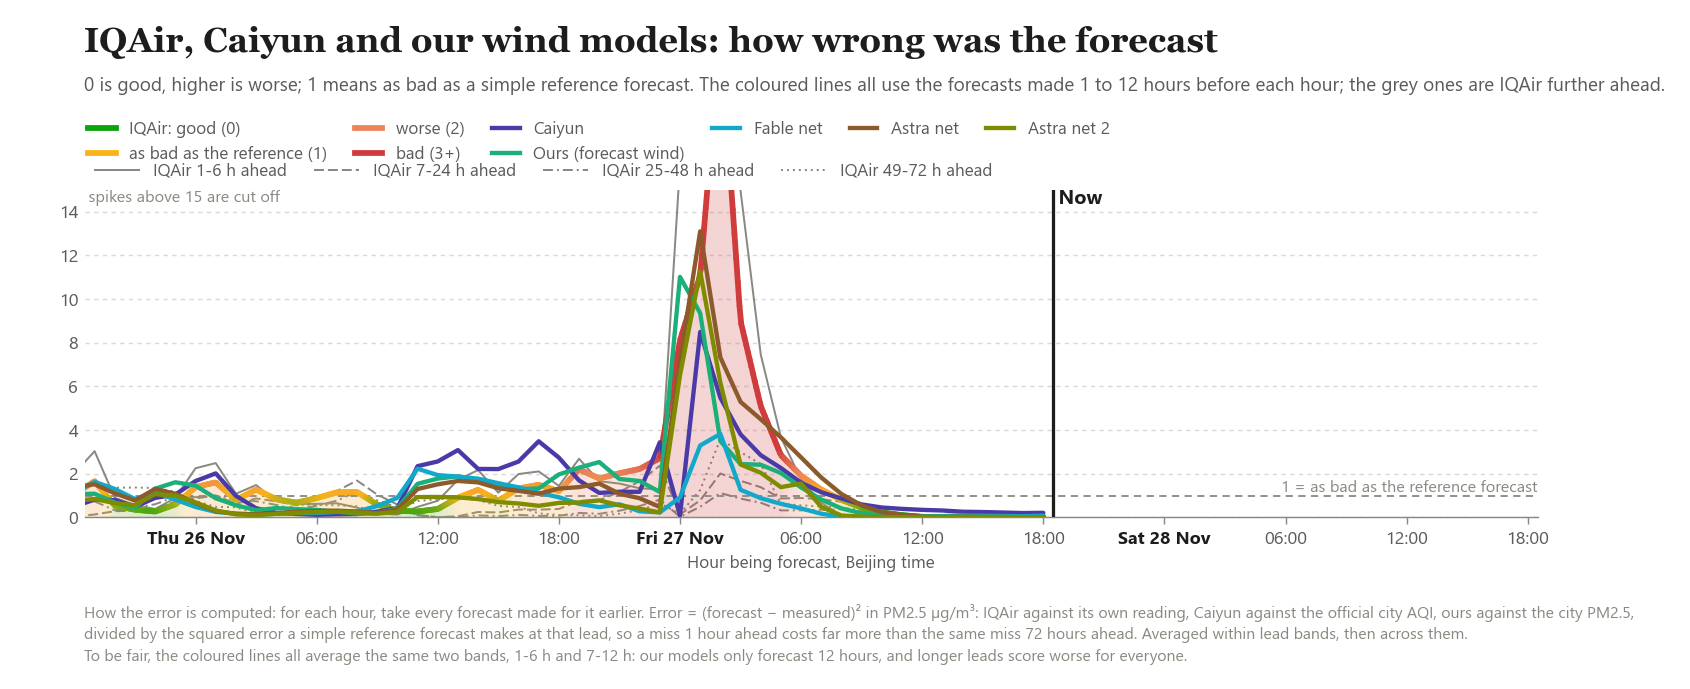 IQAir, Caiyun and our wind models: how wrong was the forecast
0 is good, higher is worse; 1 means as bad as a simple reference forecast. The coloured lines all use the forecasts made 1 to 12 hours before each hour; the grey ones are IQAir further ahead.
IQAir: good (0) worse (2) Caiyun Fable net Astra net Astra net 2
as bad as the reference (1) bad (3+) Ours (forecast wind)
IQAir 1-6 h ahead IQAir 7-24 h ahead IQAir 25-48 h ahead IQAir 49-72 h ahead
spikes above 15 are cut off
Now
14
12
10
8
6
4
2
1 = as bad as the reference forecast
0
Thu 26 Nov 06:00 12:00 18:00 Fri 27 Nov 06:00 12:00 18:00 Sat 28 Nov 06:00 12:00 18:00
Hour being forecast, Beijing time
How the error is computed: for each hour, take every forecast made for it earlier. Error = (forecast − measured)² in PM2.5 µg/m³: IQAir against its own reading, Caiyun against the official city AQI, ours against the city PM2.5,
divided by the squared error a simple reference forecast makes at that lead, so a miss 1 hour ahead costs far more than the same miss 72 hours ahead. Averaged within lead bands, then across them.
To be fair, the coloured lines all average the same two bands, 1-6 h and 7-12 h: our models only forecast 12 hours, and longer leads score worse for everyone.